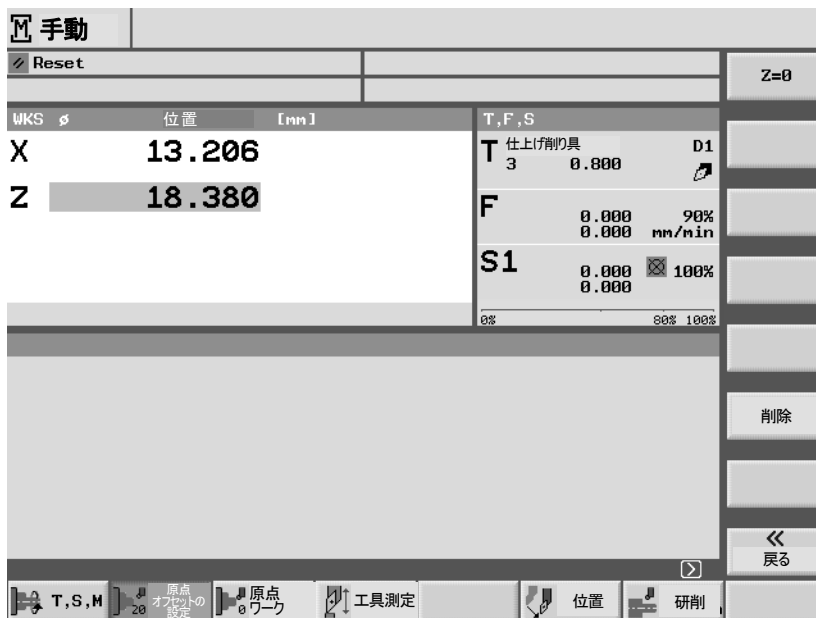 M 手動
Reset
Z=0
WKS ø 位置 [mm]
X 13.206
Z 18.380
T,F,S
T 仕上げ削り具 D1
3 0.800
F 0.000 90%
0.000 mm/min
S1 0.000 100%
0.000
0% 80% 100%
削除
≪
戻る
T,S,M
20
原点
オフセットの
設定
0
原点
ワーク
工具測定
位置
研削